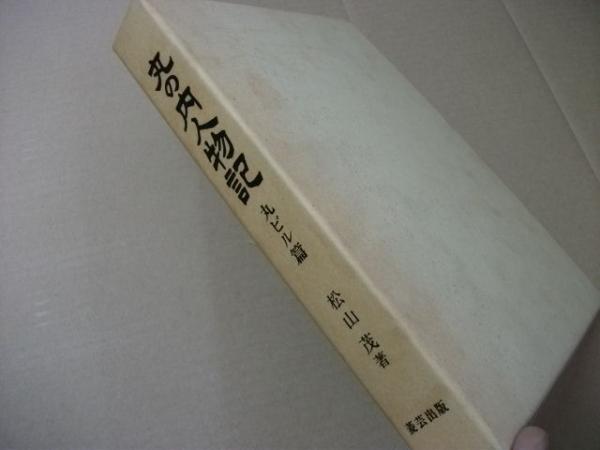 丸の内人物記
丸ビル篇
松山茂著
菱芸出版